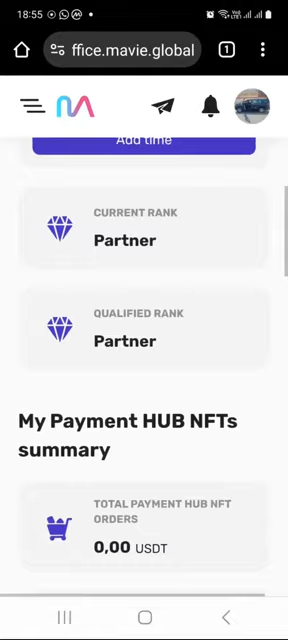 18:55
ffice.mavie.global
1
Add time
CURRENT RANK
Partner
QUALIFIED RANK
Partner
My Payment HUB NFTs
summary
TOTAL PAYMENT HUB NFT
ORDERS
0,00 USDT